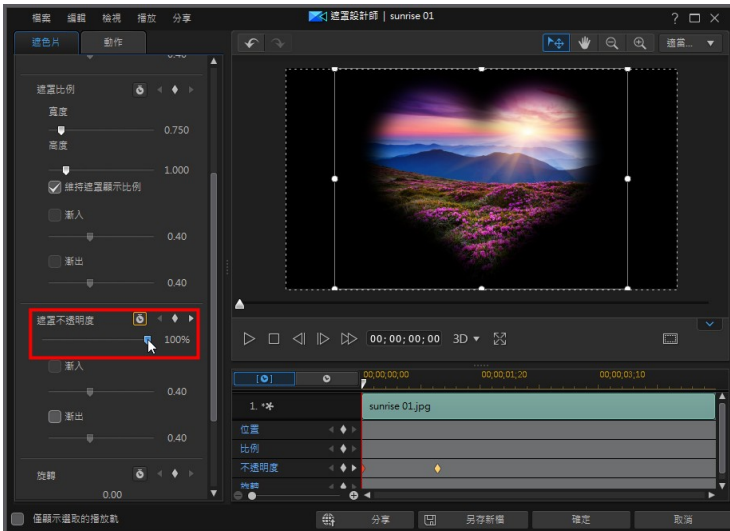 檔案 編輯 檢視 播放 分享
遮罩設計師 | sunrise 01
遮色片 動作
適當...
0.40
遮罩比例
寬度
0.750
高度
1.000
維持遮罩顯示比例
漸入
0.40
漸出
0.40
遮罩不透明度
100%
漸入
0.40
漸出
0.40
旋轉
0.00
00;00;00;00 3D
00;00;00;00 00;00;01;20 00;00;03;10
1. sunrise 01.jpg
位置
比例
不透明度
旋轉
僅顯示選取的播放軌
分享 另存新檔 確定 取消